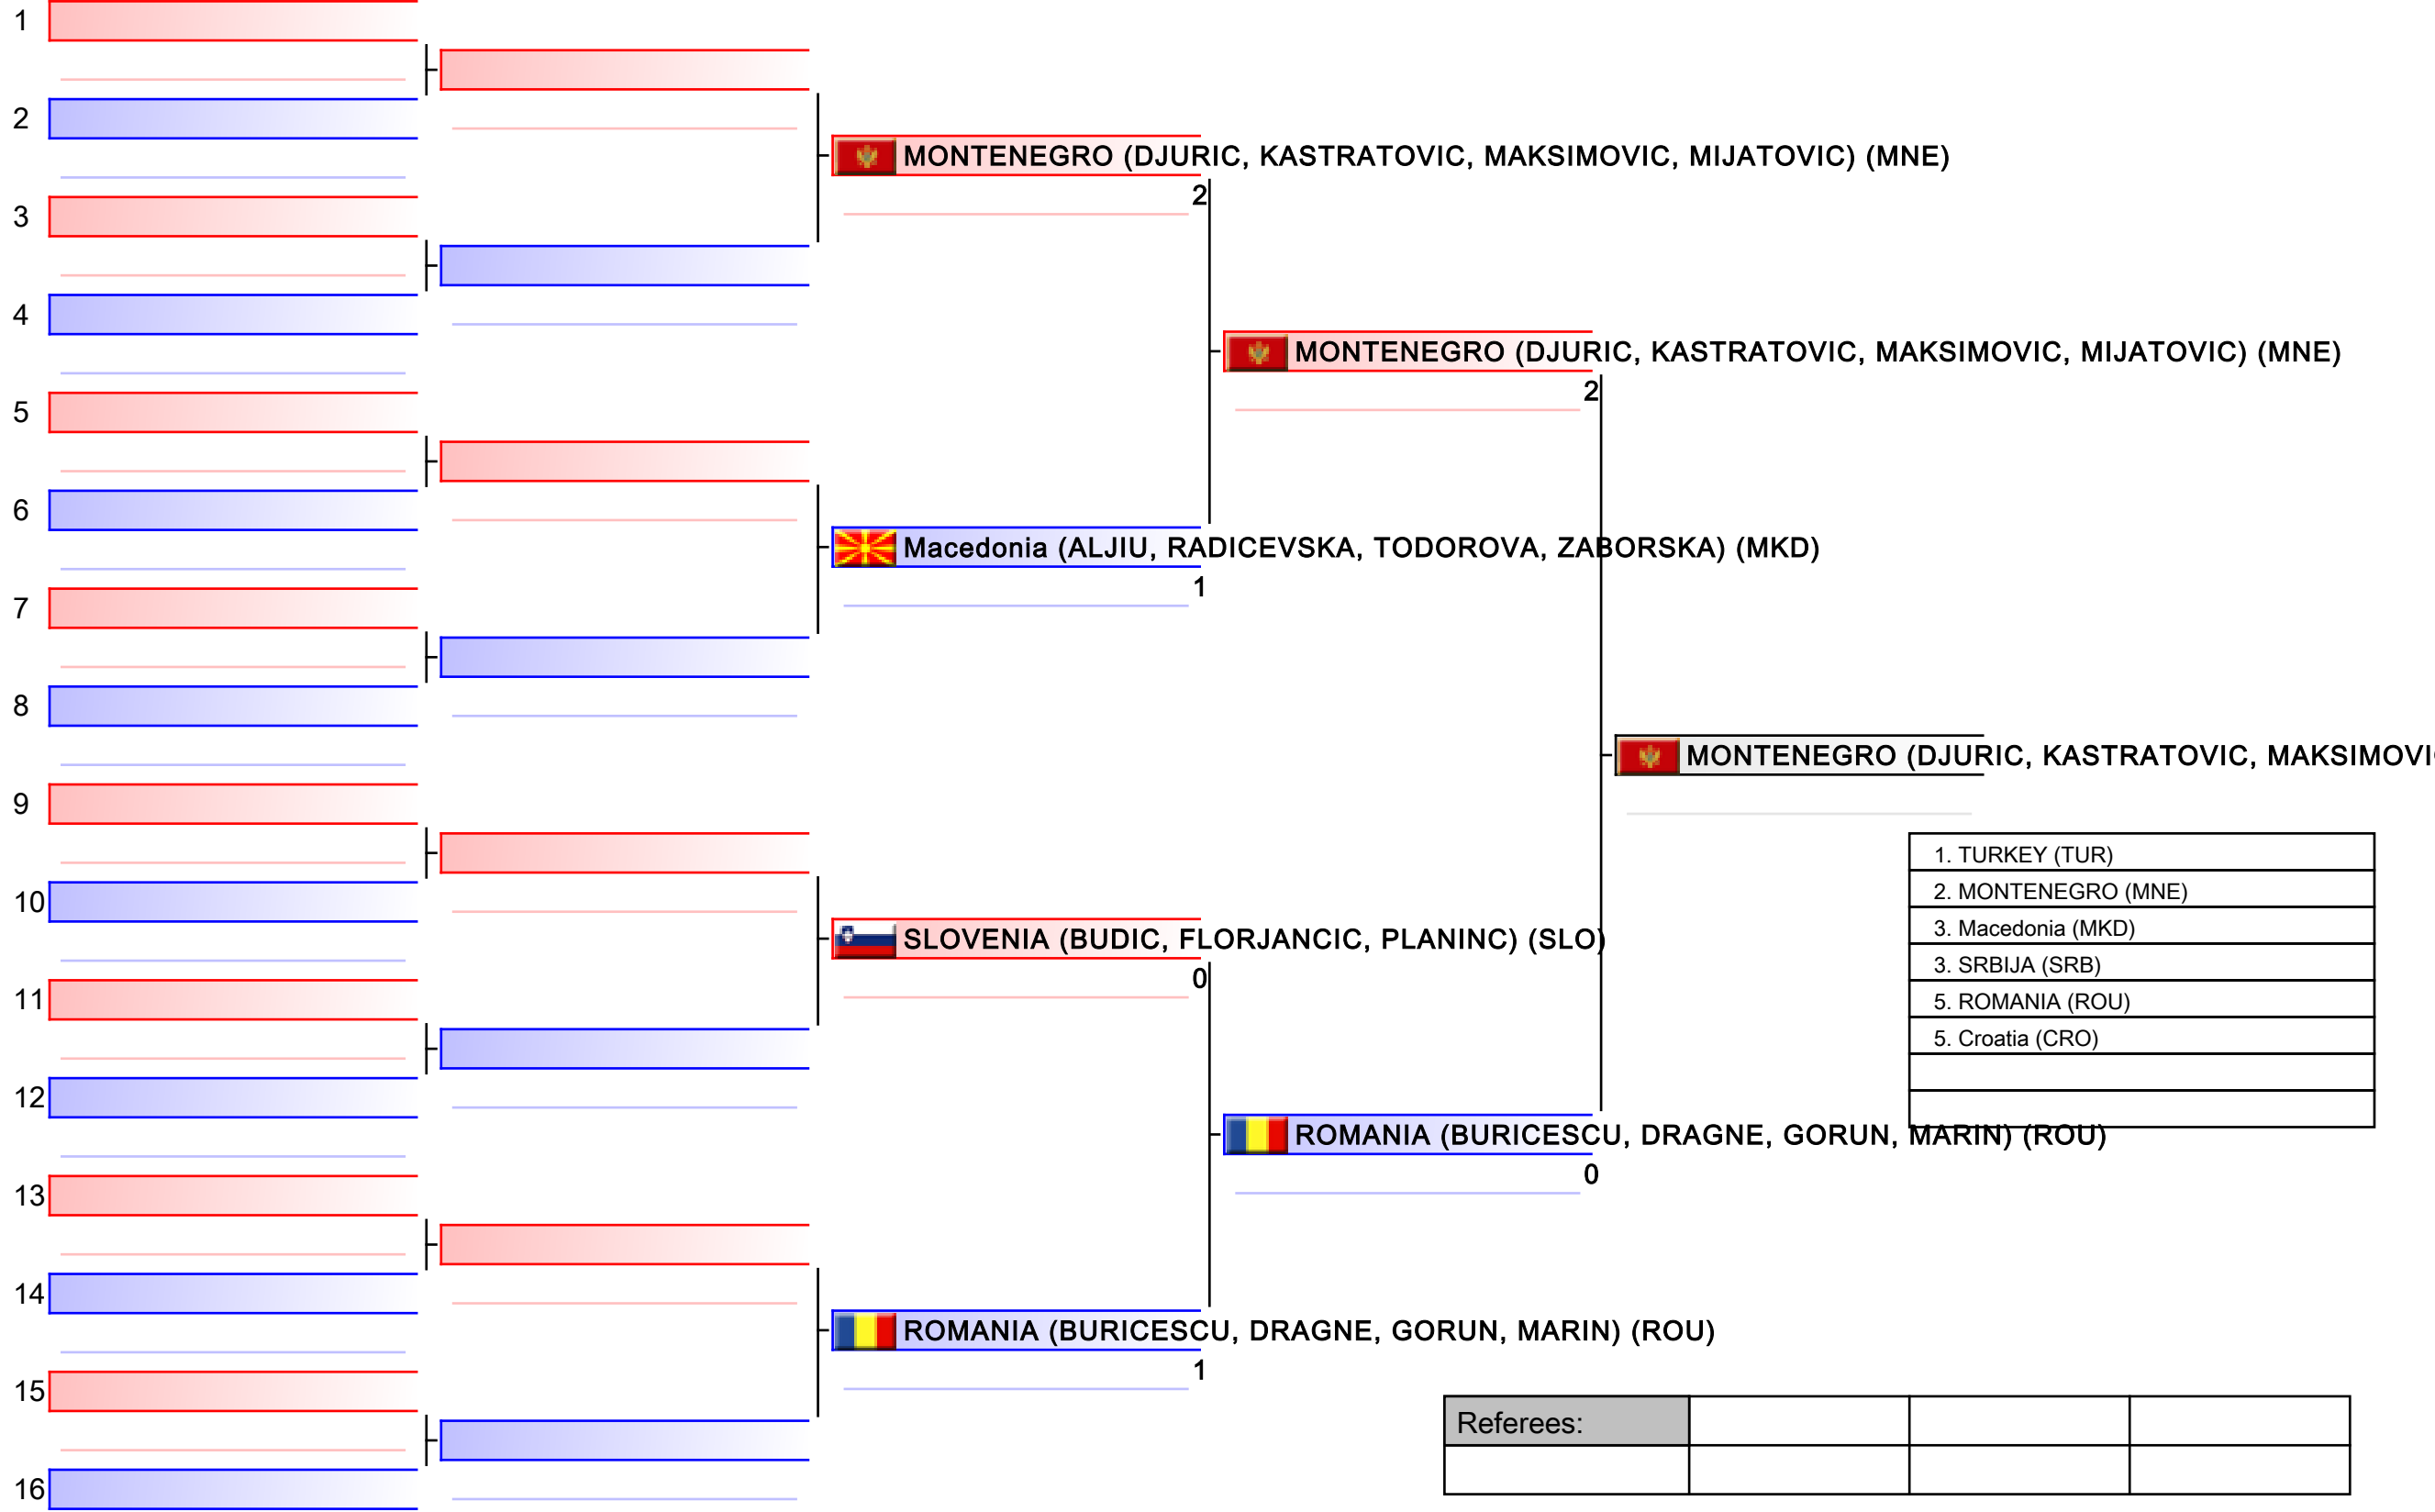 1
2
MONTENEGRO (DJURIC, KASTRATOVIC, MAKSIMOVIC, MIJATOVIC) (MNE)
2
3
4
MONTENEGRO (DJURIC, KASTRATOVIC, MAKSIMOVIC, MIJATOVIC) (MNE)
2
5
6
Macedonia (ALJIU, RADICEVSKA, TODOROVA, ZABORSKA) (MKD)
1
7
8
MONTENEGRO (DJURIC, KASTRATOVIC, MAKSIMOVI
9
1. TURKEY (TUR)
2. MONTENEGRO (MNE)
3. Macedonia (MKD)
3. SRBIJA (SRB)
5. ROMANIA (ROU)
5. Croatia (CRO)
10
SLOVENIA (BUDIC, FLORJANCIC, PLANINC) (SLO)
0
11
12
ROMANIA (BURICESCU, DRAGNE, GORUN, MARIN) (ROU)
0
13
14
ROMANIA (BURICESCU, DRAGNE, GORUN, MARIN) (ROU)
1
15
Referees:
16